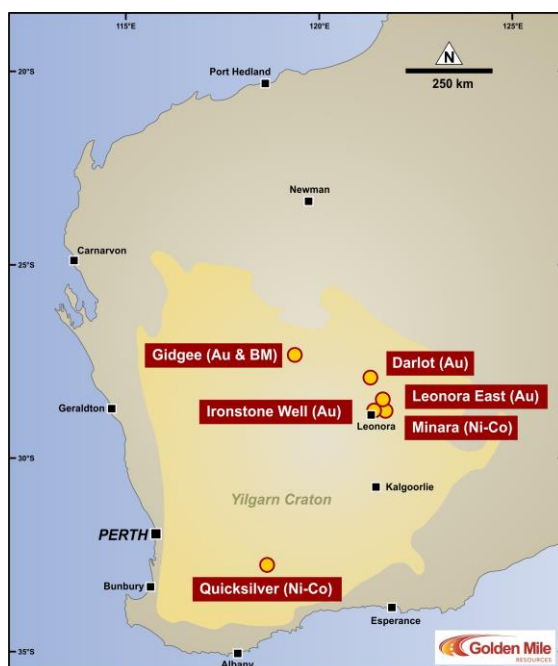 115°E
120°E
125°E
20°S
Port Hedland
N
250 km
Newman
Carnarvon
25°S
Gidgee (Au & BM)
Darlot (Au)
Leonora East (Au)
Geraldton
Ironstone Well (Au)
Leonora
Minara (Ni-Co)
30°S
Kalgoorlie
Yilgarn Craton
PERTH
Bunbury
Quicksilver (Ni-Co)
Esperance
Golden Mile
RESOURCES
35°S
Albany